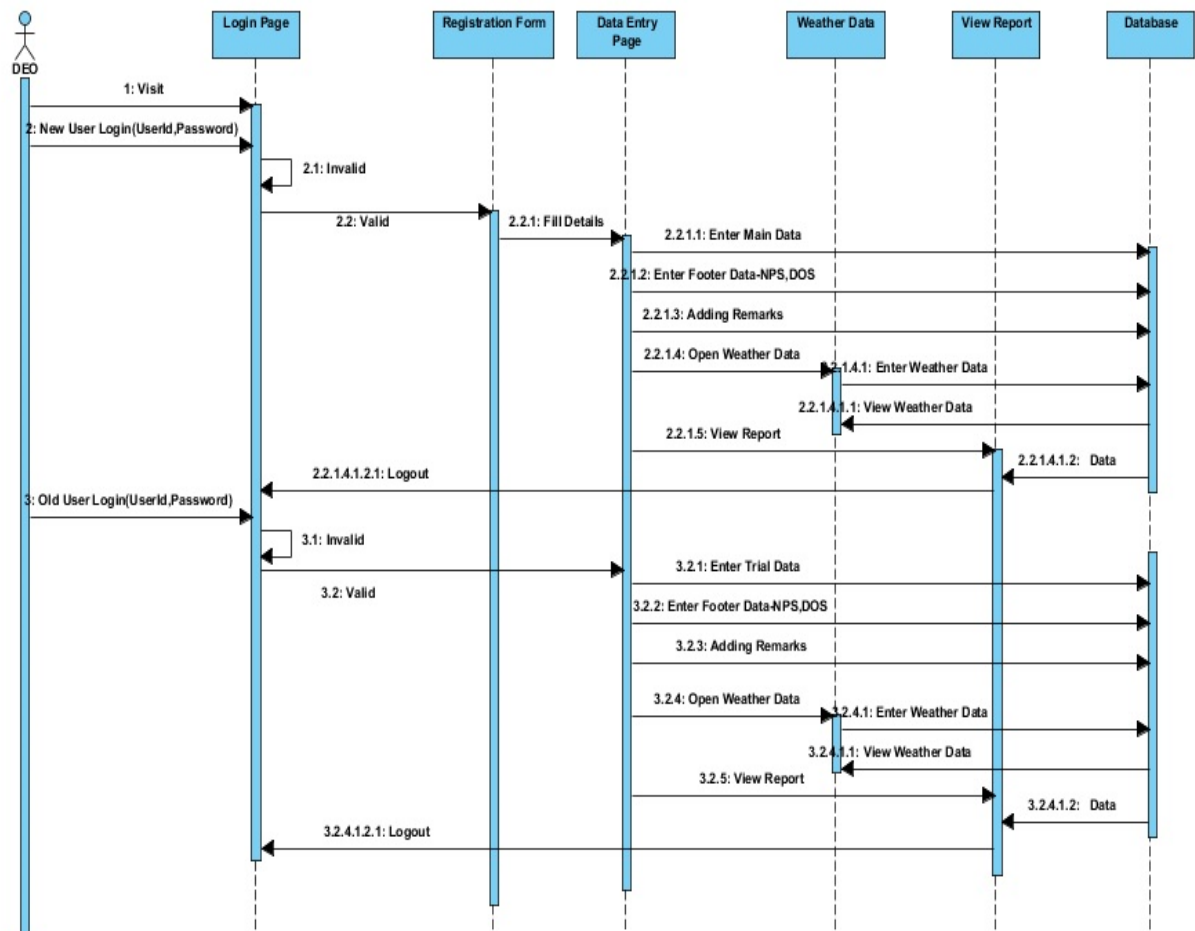 Login Page
Registration Form
Data Entry
Page
Weather Data
View Report
Database
DEO
1: Visit
2: New User Login(UserId,Password)
2.1: Invalid
2.2: Valid
2.2.1: Fill Details
2.2.1.1: Enter Main Data
2.2.1.2: Enter Footer Data-NPS,DOS
2.2.1.3: Adding Remarks
2.2.1.4: Open Weather Data
2.2.1.4.1: Enter Weather Data
2.2.1.4.1.1: View Weather Data
2.2.1.5: View Report
2.2.1.4.1.2: Data
2.2.1.4.1.2.1: Logout
3: Old User Login(UserId,Password)
3.1: Invalid
3.2: Valid
3.2.1: Enter Trial Data
3.2.2: Enter Footer Data-NPS,DOS
3.2.3: Adding Remarks
3.2.4: Open Weather Data
3.2.4.1: Enter Weather Data
3.2.4.1.1: View Weather Data
3.2.5: View Report
3.2.4.1.2: Data
3.2.4.1.2.1: Logout